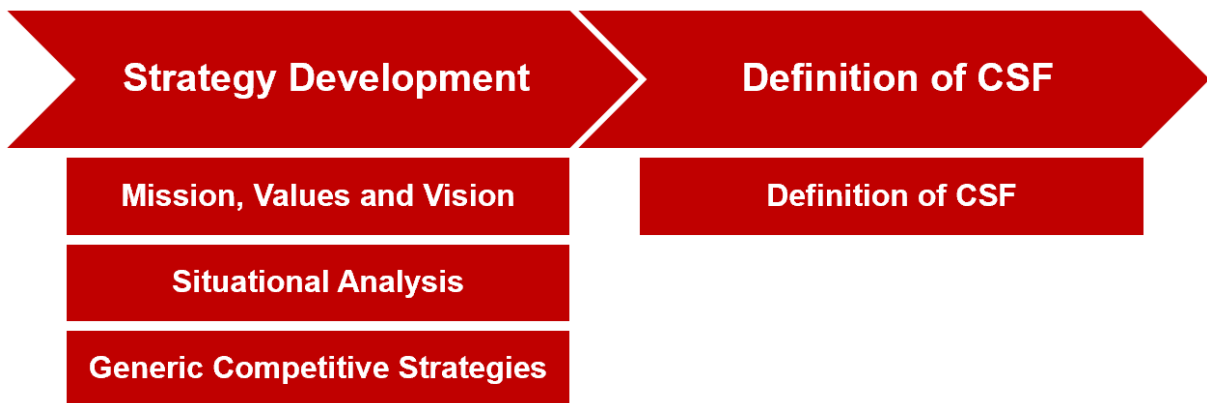 Strategy Development
Definition of CSF
Mission, Values and Vision
Definition of CSF
Situational Analysis
Generic Competitive Strategies